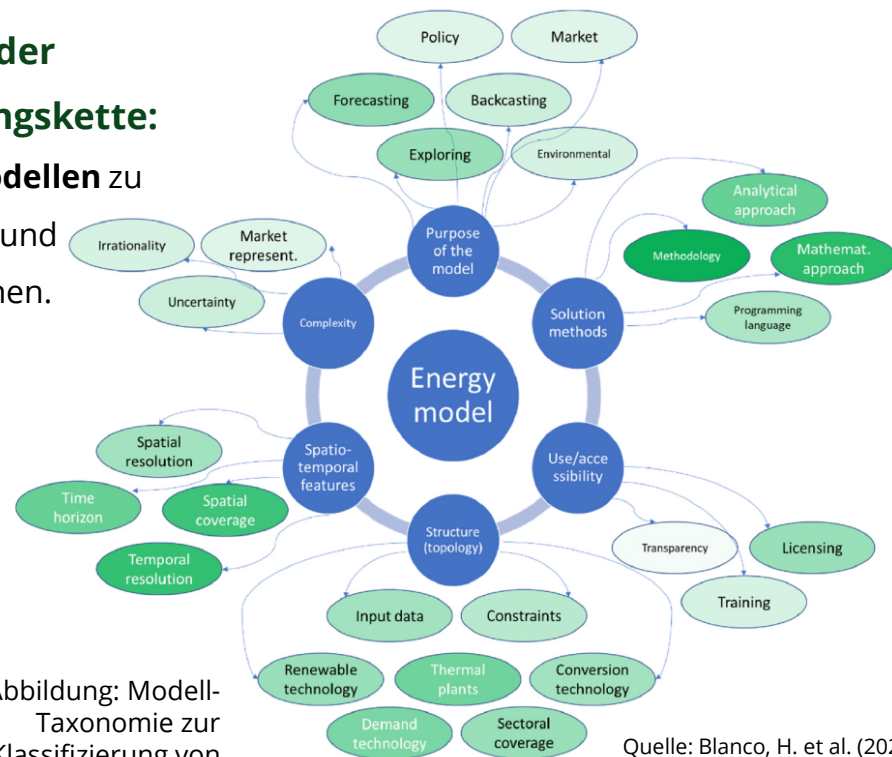 der
ngskette:
odellen zu
und
nen.
Policy
Market
Forecasting
Backcasting
Exploring
Environmental
Purpose
of the
model
Analytical
approach
Methodology
Mathemat.
approach
Programming
language
Solution
methods
Irrationality
Market
represent.
Uncertainty
Complexity
Energy
model
Spatial
resolution
Time
horizon
Spatial
coverage
Temporal
resolution
Spatio-
temporal
features
Use/acce
ssibility
Transparency
Licensing
Training
Structure
(topology)
Input data
Constraints
Renewable
technology
Thermal
plants
Conversion
technology
Demand
technology
Sectoral
coverage
Abbildung: Modell-
Taxonomie zur
Klassifizierung von
Quelle: Blanco, H. et al. (202